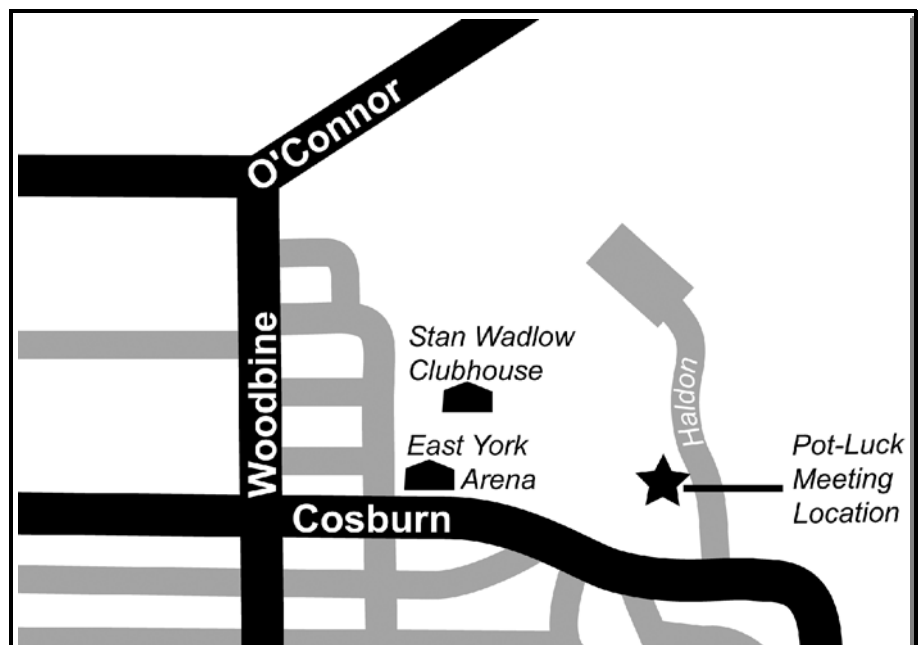 O'Connor
Woodbine
Stan Wadlow
Clubhouse
East York
Arena
Cosburn
Haldon
Pot-Luck
Meeting
Location